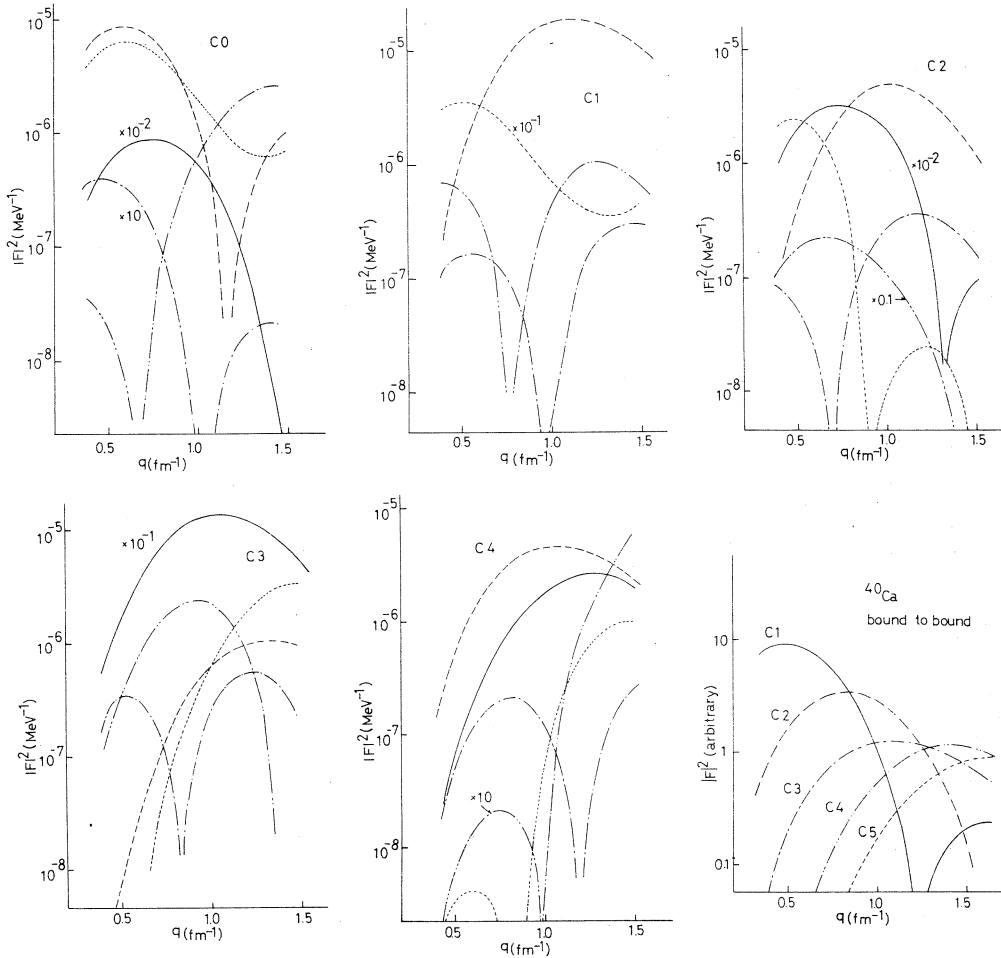 10⁻⁵
10⁻⁶
10⁻⁷
10⁻⁸
|F|² (MeV⁻¹)
C0
×10⁻²
×10
0.5
1.0
1.5
q (fm⁻¹)
10⁻⁵
10⁻⁶
10⁻⁷
10⁻⁸
|F|² (MeV⁻¹)
C1
×10⁻¹
0.5
1.0
1.5
q (fm⁻¹)
10⁻⁵
10⁻⁶
10⁻⁷
10⁻⁸
|F|² (MeV⁻¹)
C2
×10⁻²
×0.1
0.5
1.0
1.5
q (fm⁻¹)
10⁻⁵
10⁻⁶
10⁻⁷
10⁻⁸
|F|² (MeV⁻¹)
×10⁻¹
C3
0.5
1.0
1.5
q (fm⁻¹)
10⁻⁵
10⁻⁶
10⁻⁷
10⁻⁸
|F|² (MeV⁻¹)
C4
×10
0.5
1.0
1.5
q (fm⁻¹)
⁴⁰Ca
bound to bound
10
1
0.1
|F|² (arbitrary)
C1
C2
C3
C4
C5
0.5
1.0
1.5
q (fm⁻¹)